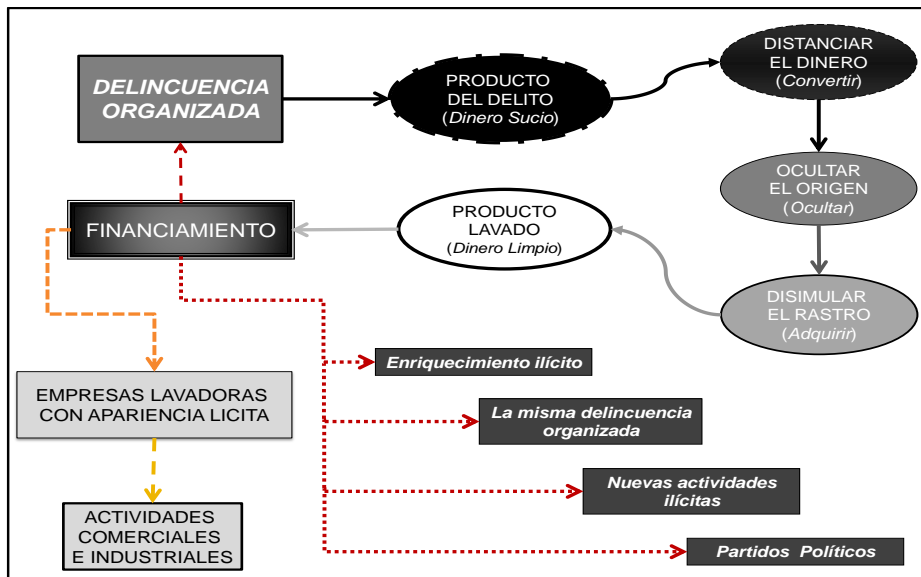 DELINCUENCIA
ORGANIZADA
PRODUCTO
DEL DELITO
(Dinero Sucio)
DISTANCIAR
EL DINERO
(Convertir)
OCULTAR
EL ORIGEN
(Ocultar)
DISIMULAR
EL RASTRO
(Adquirir)
PRODUCTO
LAVADO
(Dinero Limpio)
FINANCIAMIENTO
EMPRESAS LAVADORAS
CON APARIENCIA LICITA
ACTIVIDADES
COMERCIALES
E INDUSTRIALES
Enriquecimiento ilícito
La misma delincuencia
organizada
Nuevas actividades
ilícitas
Partidos Políticos